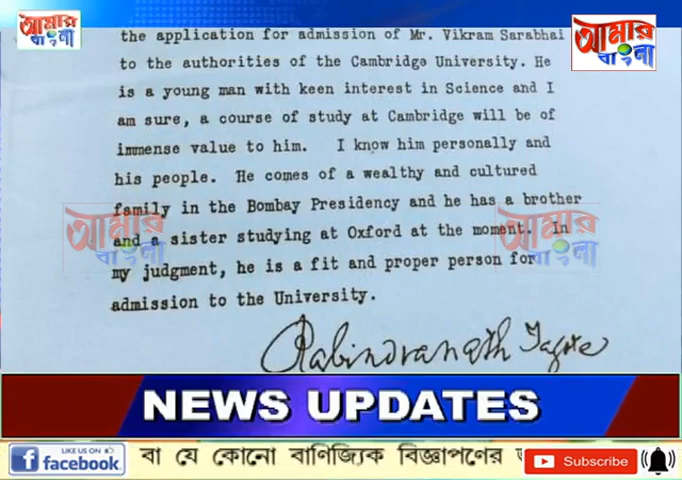 আমার
বাংলা
আমার
বাংলা
the application for admission of Mr. Vikram Sarabhai
to the authorities of the Cambridge University. He
is a young man with keen interest in Science and I
am sure, a course of study at Cambridge will be of
immense value to him. I know him personally and
his people. He comes of a wealthy and cultured
family in the Bombay Presidency and he has a brother
and a sister studying at Oxford at the moment. In
my judgment, he is a fit and proper person for
admission to the University.
আমার
বাংলা
আমার
বাংলা
Rabindranath Tagore
NEWS UPDATES
LIKE US ON
facebook.
বা যে কোনো বাণিজ্যিক বিজ্ঞাপণের
Subscribe